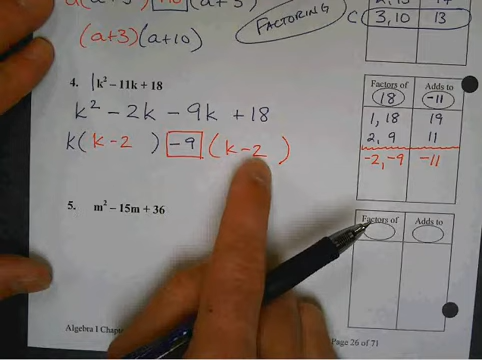 FACTORING
(a+3)(a+10)
C 3, 10 13
4. k² – 11k + 18
k² - 2k - 9k + 18
k( k-2 ) -9 ( k-2 )
Factors of Adds to
18 -11
1, 18 19
2, 9 11
-2, -9 -11
5. m² – 15m + 36
Factors of Adds to
Algebra I Chap
Page 26 of 71